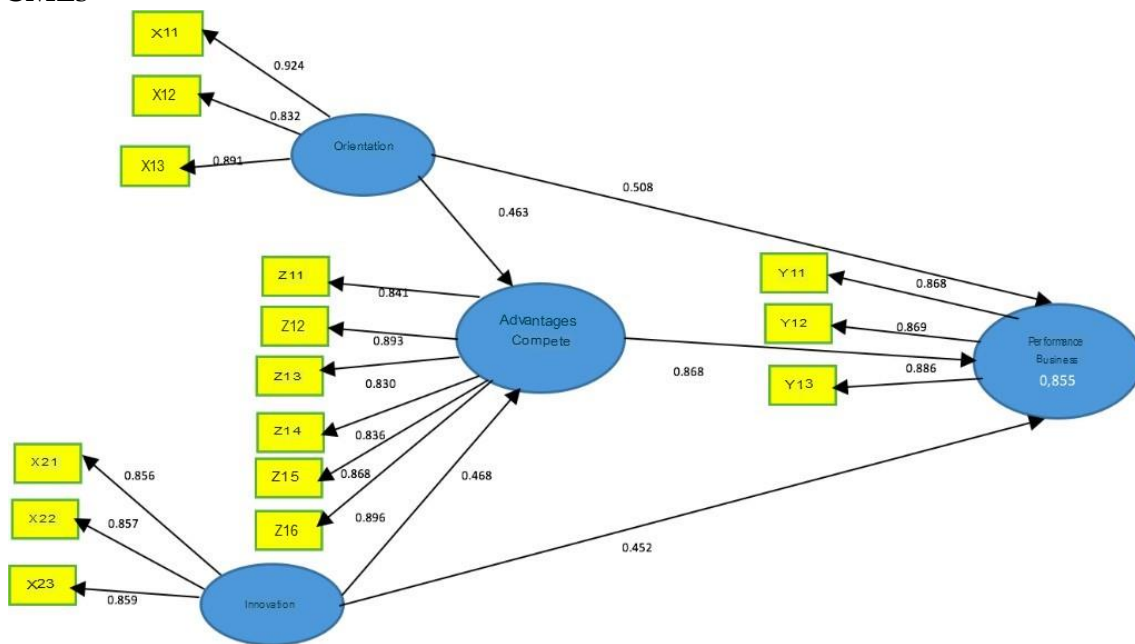 X11
0.924
X12
0.832
Orientation
X13
0.891
0.508
0.463
Z11
0.841
Y11
0.868
Z12
0.893
Advantages
Compete
Y12
0.869
Performance
Business
0,855
Z13
0.830
0.868
Y13
0.886
Z14
0.836
X21
0.856
Z15
0.868
0.468
X22
0.857
Z16
0.896
0.452
X23
0.859
Innovation